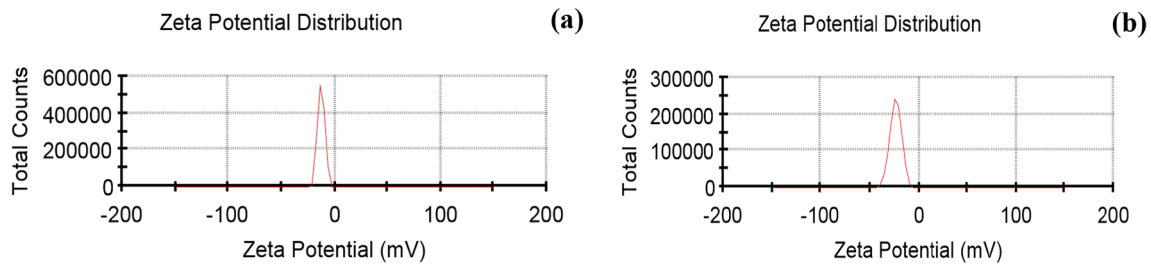 Zeta Potential Distribution (a)
600000
400000
200000
0
Total Counts
-200 -100 0 100 200
Zeta Potential (mV)
Zeta Potential Distribution (b)
300000
200000
100000
0
Total Counts
-200 -100 0 100 200
Zeta Potential (mV)